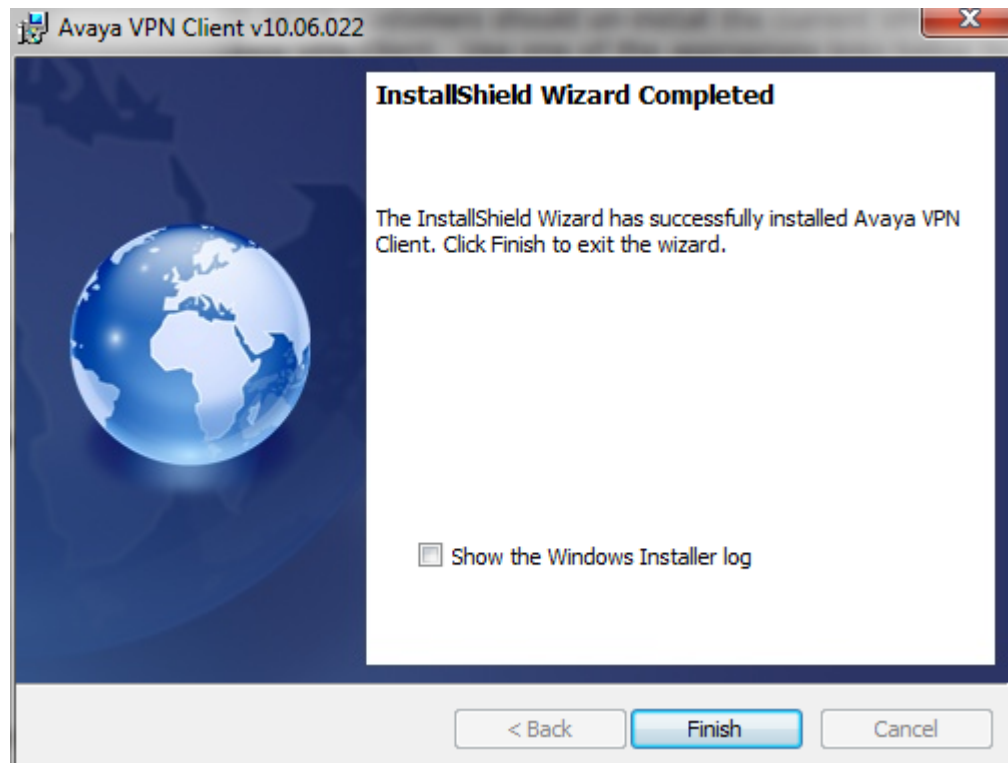 Avaya VPN Client v10.06.022
InstallShield Wizard Completed
The InstallShield Wizard has successfully installed Avaya VPN
Client. Click Finish to exit the wizard.
Show the Windows Installer log
< Back
Finish
Cancel